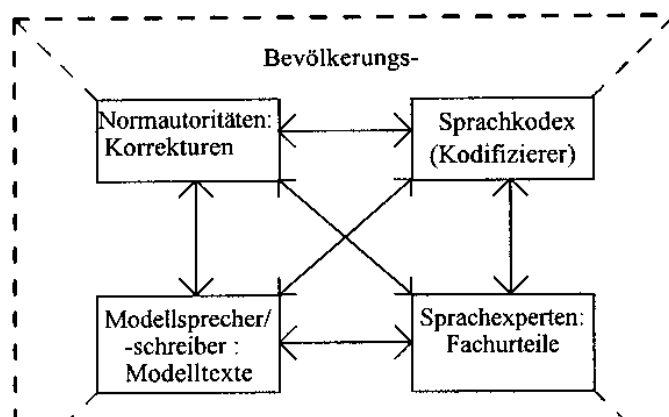 Bevölkerungs-
Normautoritäten:
Korrekturen
Sprachkodex
(Kodifizierer)
Modellsprecher/
-schreiber :
Modelltexte
Sprachexperten:
Fachurteile